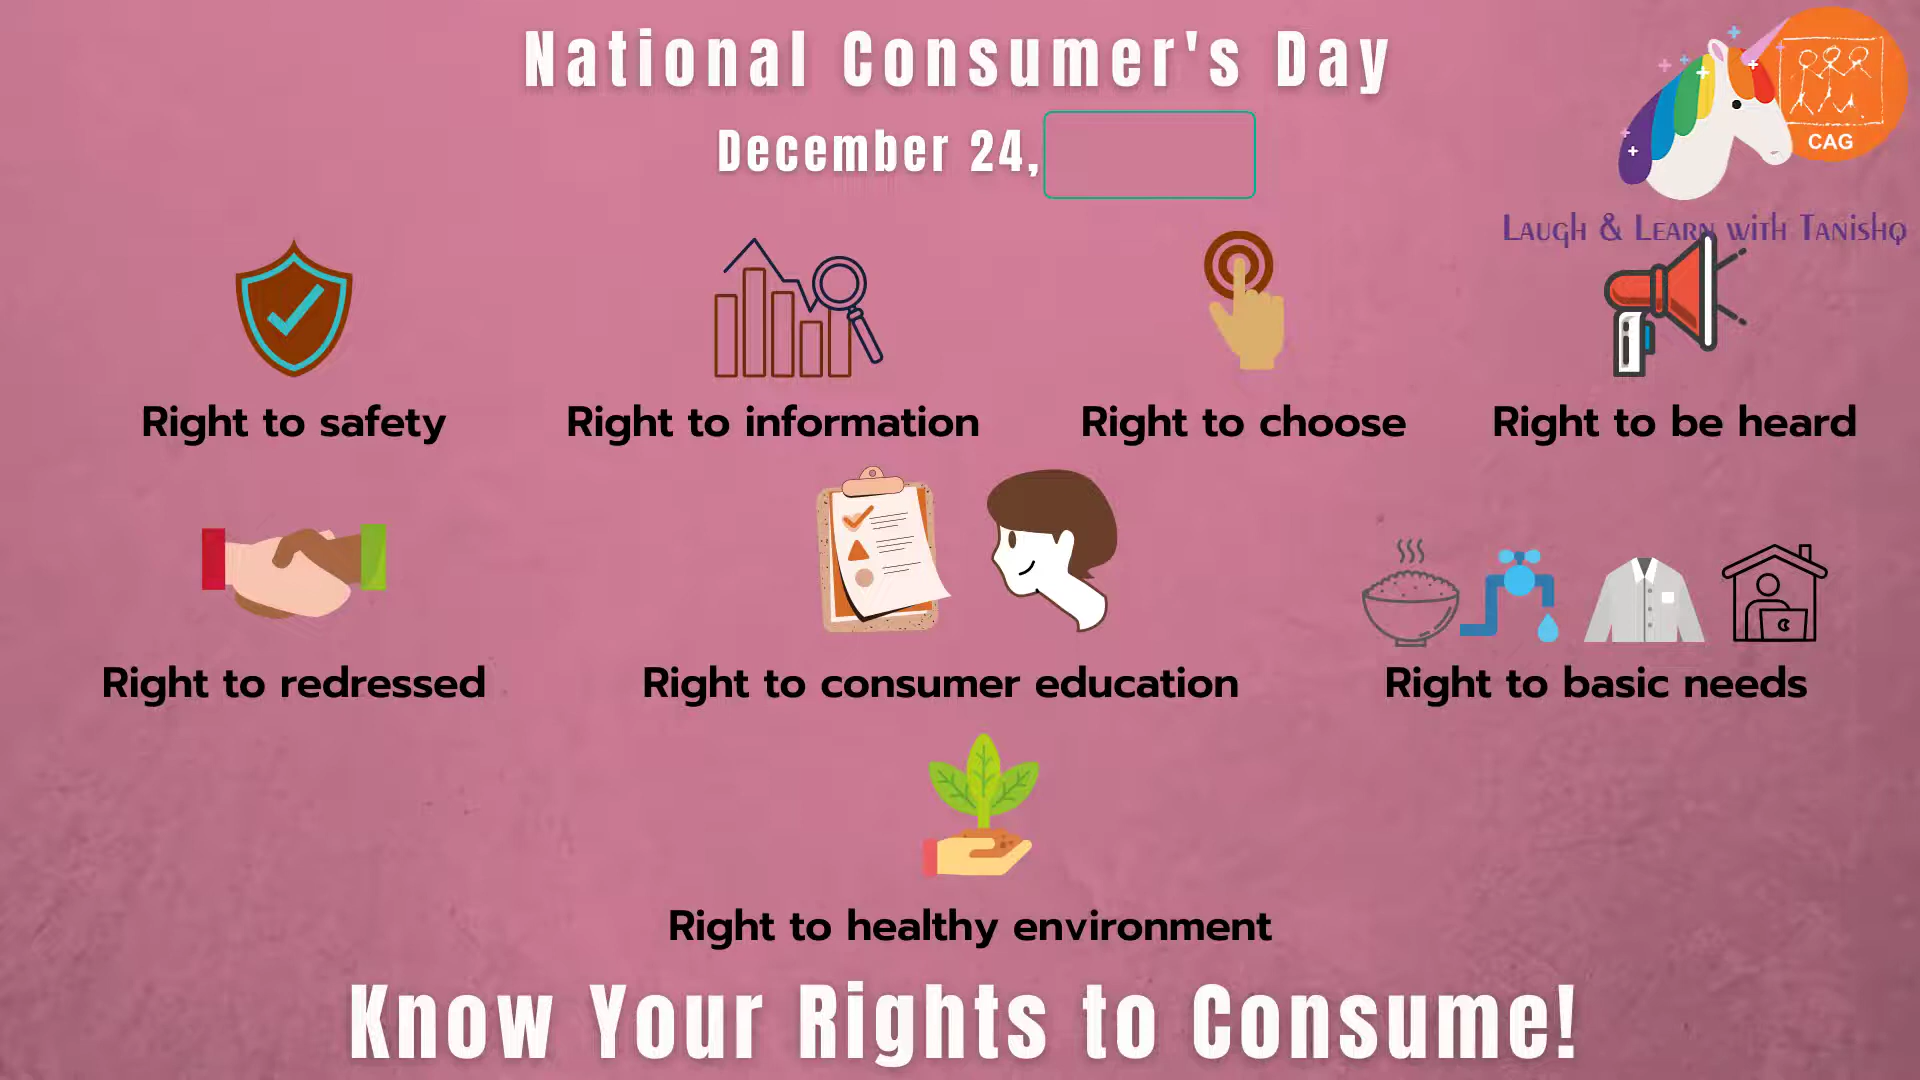 National Consumer's Day
December 24,
CAG
Laugh & Learn with Tanishq
Right to safety
Right to information
Right to choose
Right to be heard
Right to redressed
Right to consumer education
Right to basic needs
Right to healthy environment
Know Your Rights to Consume!